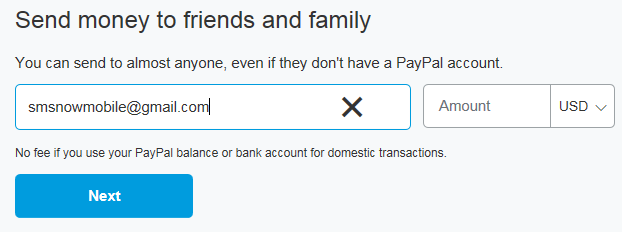 Send money to friends and family
You can send to almost anyone, even if they don't have a PayPal account.
smsnowmobile@gmail.com
Amount
USD
No fee if you use your PayPal balance or bank account for domestic transactions.
Next